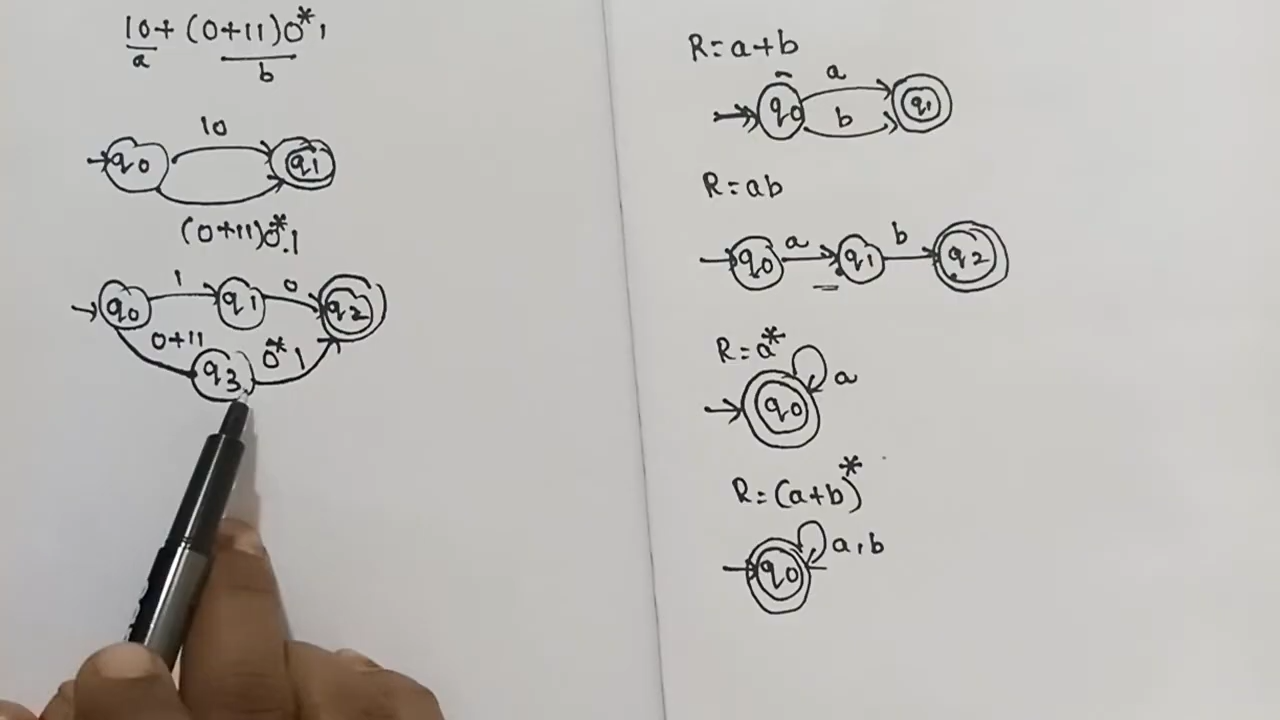 10+(0+11)0*1
a b
10
q0 q1
(0+11)0*.1
1 0
q0 q1 q2
0+11 0* 1
q3
R=a+b
a
q0 b q1
R=ab
a b
q0 q1 q2
R=a*
a
q0
R=(a+b)*
a,b
q0